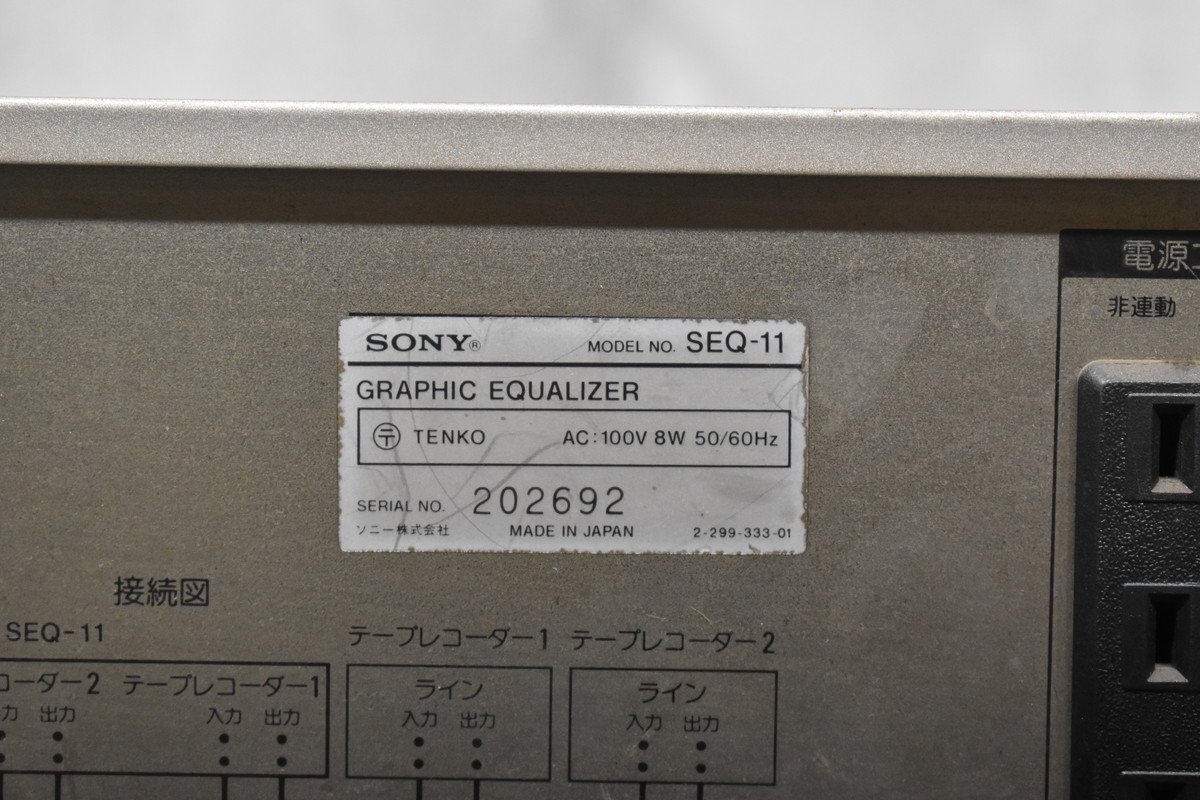 電源
非連動
SONY® MODEL NO. SEQ-11
GRAPHIC EQUALIZER
〒 TENKO AC:100V 8W 50/60Hz
SERIAL NO. 202692
ソニー株式会社 MADE IN JAPAN 2-299-333-01
接続図
SEQ-11 テープレコーダー1 テープレコーダー2
コーダー2 テープレコーダー1 ライン ライン
力 出力 入力 出力 入力 出力 入力 出力